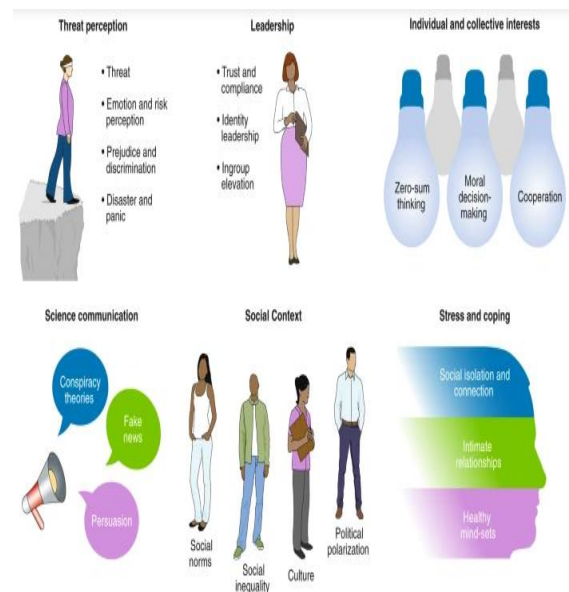 Threat perception
• Threat
• Emotion and risk
perception
• Prejudice and
discrimination
• Disaster and
panic
Leadership
• Trust and
compliance
• Identity
leadership
• Ingroup
elevation
Individual and collective interests
Zero-sum
thinking
Moral
decision-
making
Cooperation
Science communication
Conspiracy
theories
Fake
news
Persuasion
Social Context
Social
norms
Social
inequality
Culture
Political
polarization
Stress and coping
Social isolation and
connection
Intimate
relationships
Healthy
mind-sets